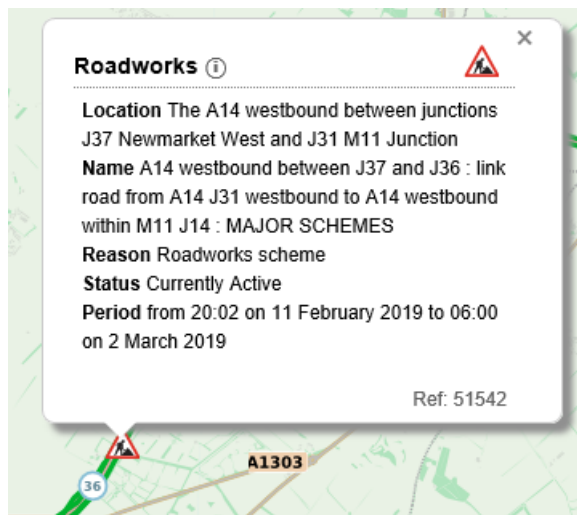 Roadworks i
Location The A14 westbound between junctions
J37 Newmarket West and J31 M11 Junction
Name A14 westbound between J37 and J36 : link
road from A14 J31 westbound to A14 westbound
within M11 J14 : MAJOR SCHEMES
Reason Roadworks scheme
Status Currently Active
Period from 20:02 on 11 February 2019 to 06:00
on 2 March 2019
Ref: 51542
A1303
36